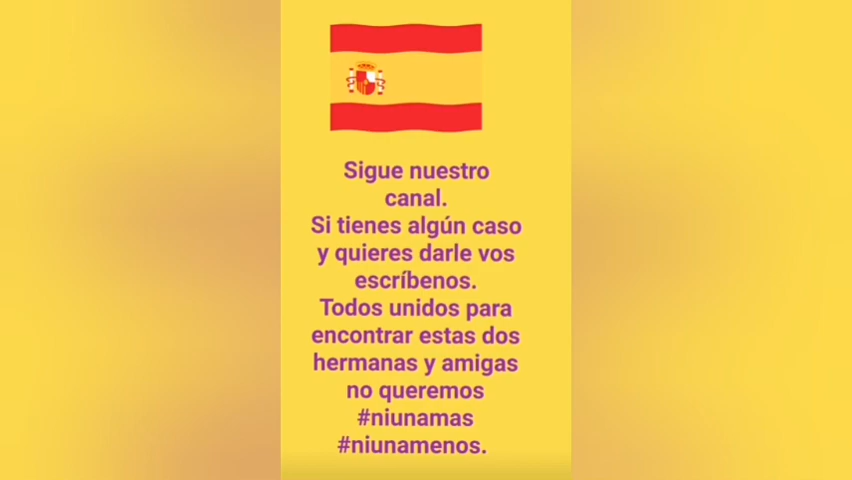 Sigue nuestro
canal.
Si tienes algún caso
y quieres darle vos
escríbenos.
Todos unidos para
encontrar estas dos
hermanas y amigas
no queremos
#niunamas
#niunamenos.